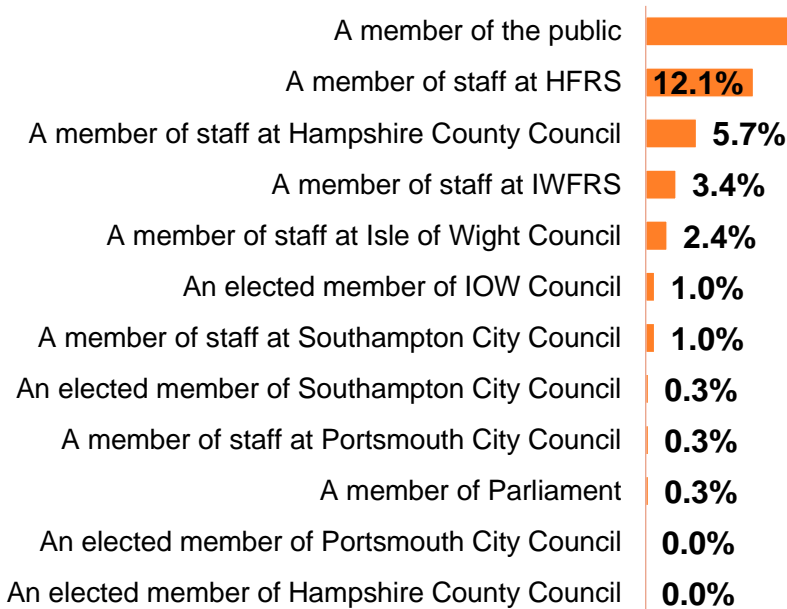 A member of the public
A member of staff at HFRS 12.1%
A member of staff at Hampshire County Council 5.7%
A member of staff at IWFRS 3.4%
A member of staff at Isle of Wight Council 2.4%
An elected member of IOW Council 1.0%
A member of staff at Southampton City Council 1.0%
An elected member of Southampton City Council 0.3%
A member of staff at Portsmouth City Council 0.3%
A member of Parliament 0.3%
An elected member of Portsmouth City Council 0.0%
An elected member of Hampshire County Council 0.0%